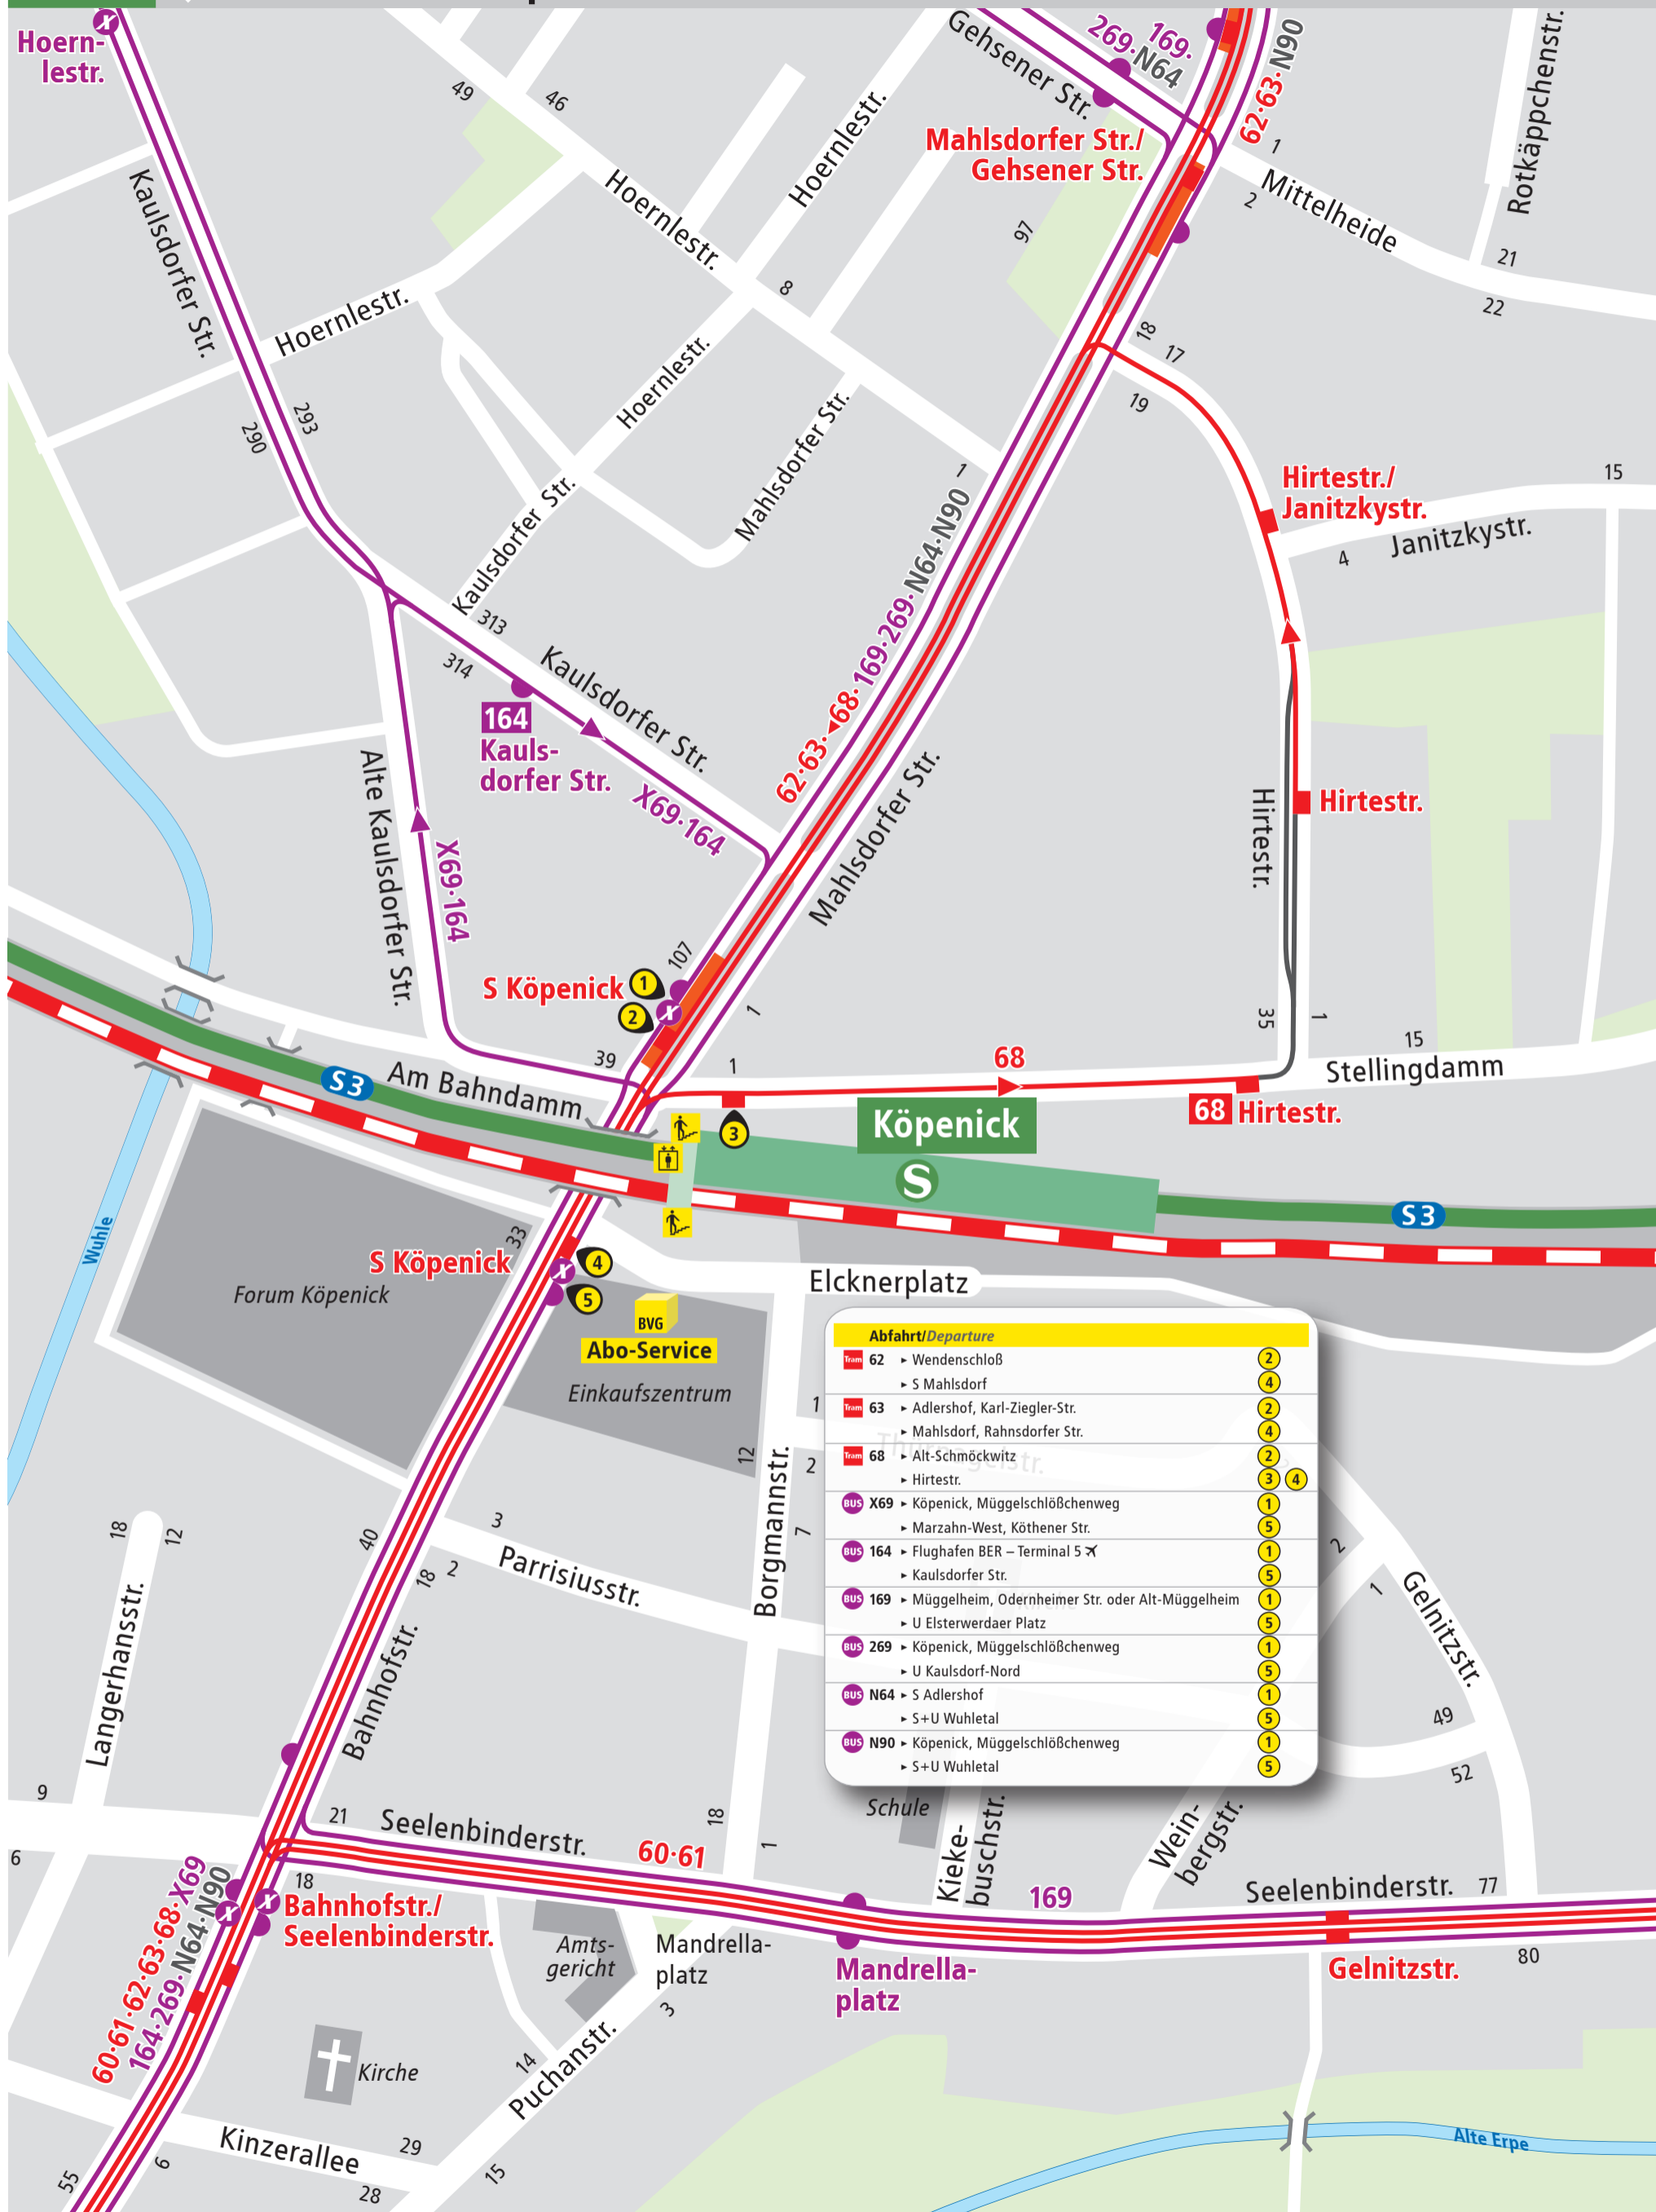 Hoern-
lestr.
49
46
Gehsener Str.
269·
169·
N64
62·63·N90
Rotkäppchenstr.
Mahlsdorfer Str./
Gehsener Str.
Hoernlestr.
Hoernlestr.
Kaulsdorfer Str.
1
2
Mittelheide
97
21
22
8
Hoernlestr.
18
17
19
Hoernlestr.
293
290
Mahlsdorfer Str.
1
Hirtestr./
Janitzkystr.
15
4
Janitzkystr.
Kaulsdorfer Str.
313
314
Kaulsdorfer Str.
62·63·◄68·169·269·N64·N90
164
Kauls-
dorfer Str.
X69·164
Alte Kaulsdorfer Str.
X69·164
Mahlsdorfer Str.
Hirtestr.
Hirtestr.
107
S Köpenick
1
2
1
39
35
1
15
1
68
Stellingdamm
S3
Am Bahndamm
3
Köpenick
S
68 Hirtestr.
S3
Wuhle
33
S Köpenick
4
5
Forum Köpenick
BVG
Abo-Service
Einkaufszentrum
Elcknerplatz
Abfahrt/Departure
Tram 62 ▸ Wendenschloß 2
▸ S Mahlsdorf 4
Tram 63 ▸ Adlershof, Karl-Ziegler-Str. 2
▸ Mahlsdorf, Rahnsdorfer Str. 4
Tram 68 ▸ Alt-Schmöckwitz 2
▸ Hirtestr. 3 4
BUS X69 ▸ Köpenick, Müggelschlößchenweg 1
▸ Marzahn-West, Köthener Str. 5
BUS 164 ▸ Flughafen BER – Terminal 5 1
▸ Kaulsdorfer Str. 5
BUS 169 ▸ Müggelheim, Odernheimer Str. oder Alt-Müggelheim 1
▸ U Elsterwerdaer Platz 5
BUS 269 ▸ Köpenick, Müggelschlößchenweg 1
▸ U Kaulsdorf-Nord 5
BUS N64 ▸ S Adlershof 1
▸ S+U Wuhletal 5
BUS N90 ▸ Köpenick, Müggelschlößchenweg 1
▸ S+U Wuhletal 5
1
2
12
7
Borgmannstr.
18
12
40
3
18
2
Parrisiusstr.
2
1
Gelnitzstr.
Langerhansstr.
Bahnhofstr.
49
52
9
6
21
Seelenbinderstr.
60·61
18
1
Schule
Kieke-
buschstr.
Wein-
bergstr.
169
Seelenbinderstr.
77
80
60·61·62·63·68·X69
164·269·N64·N90
18
Bahnhofstr./
Seelenbinderstr.
Amts-
gericht
Mandrella-
platz
Mandrella-
platz
Gelnitzstr.
3
Kirche
14
Puchanstr.
Kinzerallee
29
28
15
55
6
Alte Erpe